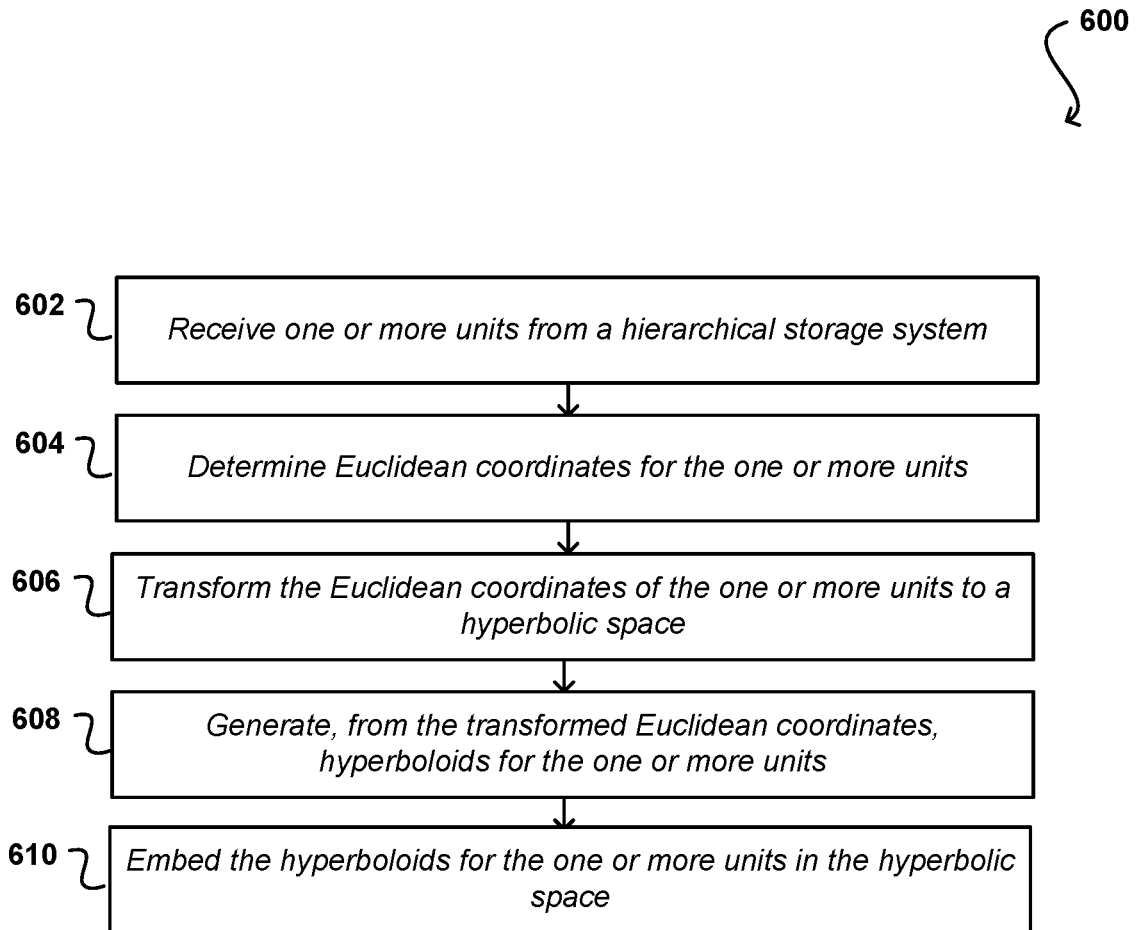 600
602
Receive one or more units from a hierarchical storage system
604
Determine Euclidean coordinates for the one or more units
606
Transform the Euclidean coordinates of the one or more units to a
hyperbolic space
608
Generate, from the transformed Euclidean coordinates,
hyperboloids for the one or more units
610
Embed the hyperboloids for the one or more units in the hyperbolic
space